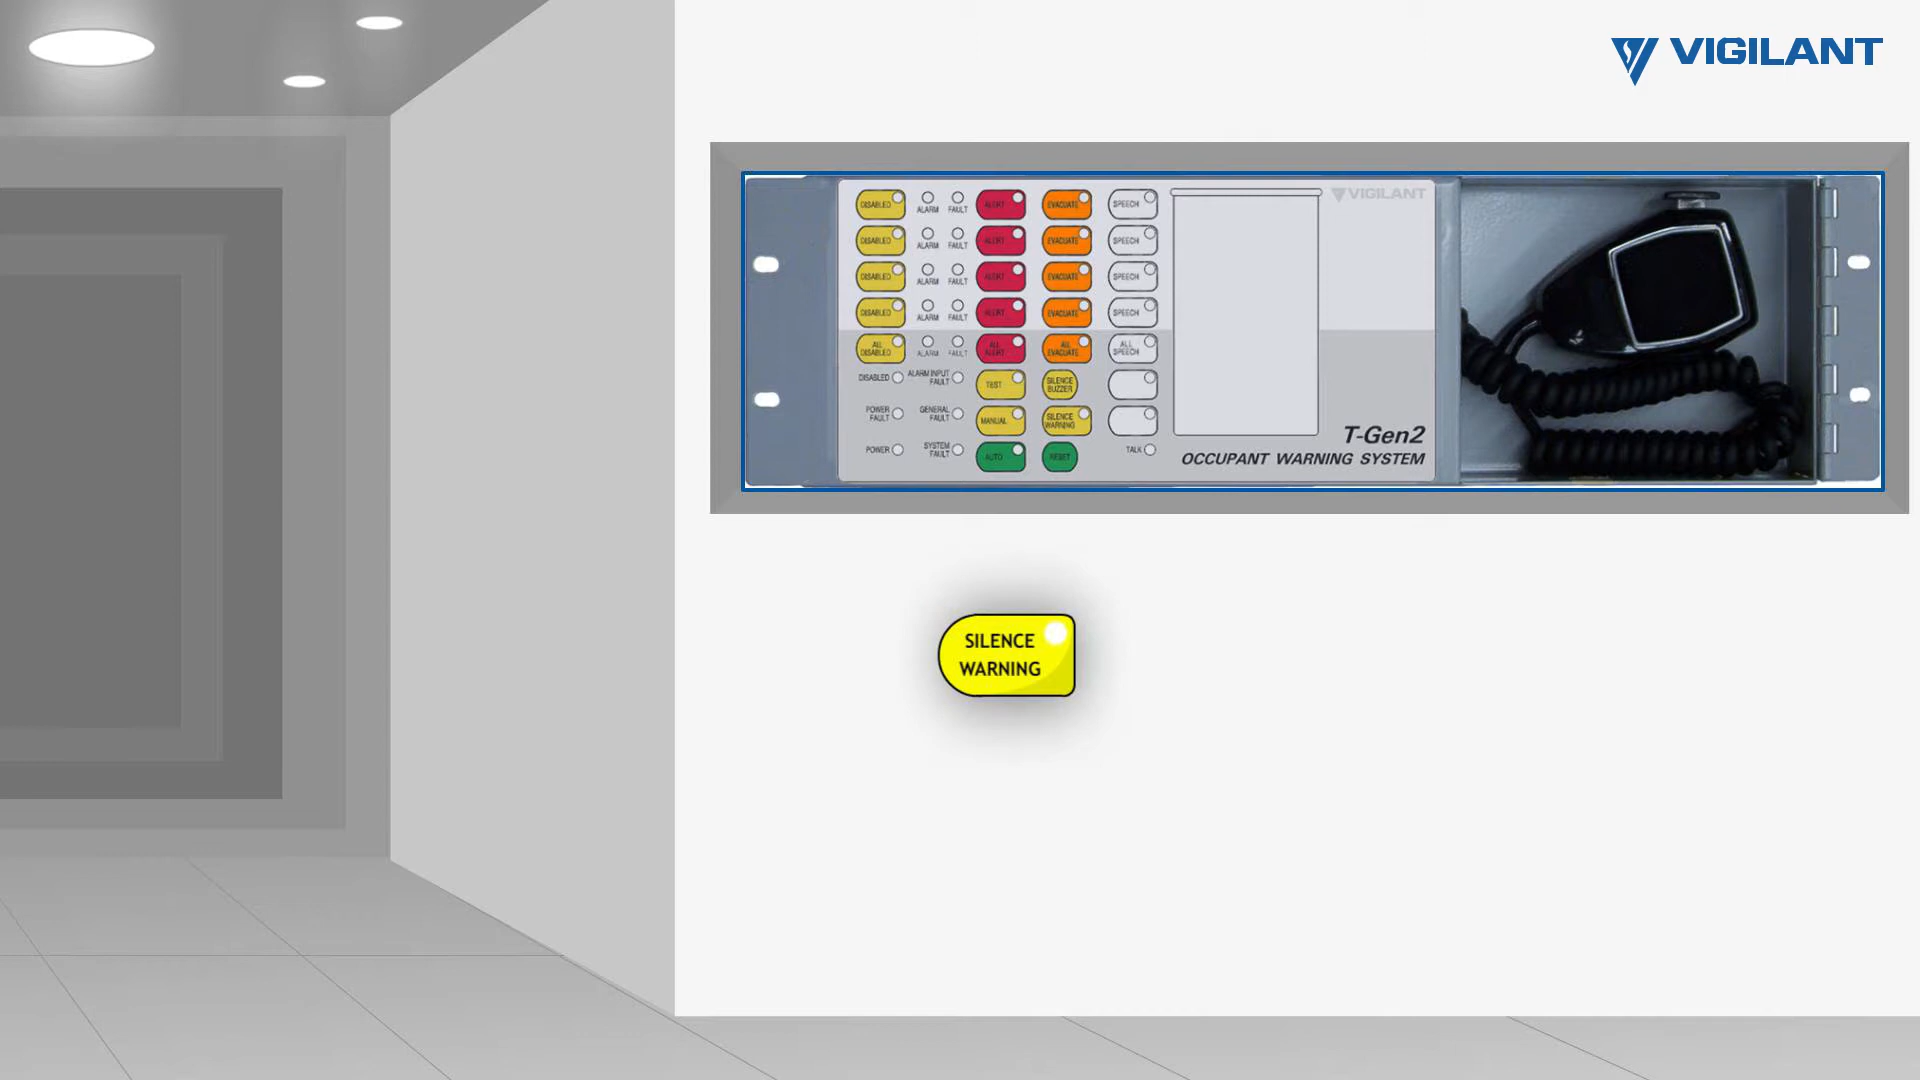 VIGILANT
VIGILANT
DISABLED ALARM FAULT ALERT EVACUATE SPEECH
DISABLED ALARM FAULT ALERT EVACUATE SPEECH
DISABLED ALARM FAULT ALERT EVACUATE SPEECH
DISABLED ALARM FAULT ALERT EVACUATE SPEECH
ALL DISABLED ALARM FAULT ALL ALERT ALL EVACUATE ALL SPEECH
DISABLED ALARM INPUT FAULT TEST SILENCE BUZZER
POWER FAULT GENERAL FAULT MANUAL SILENCE WARNING
POWER SYSTEM FAULT AUTO RESET TALK
T-Gen2
OCCUPANT WARNING SYSTEM
SILENCE
WARNING